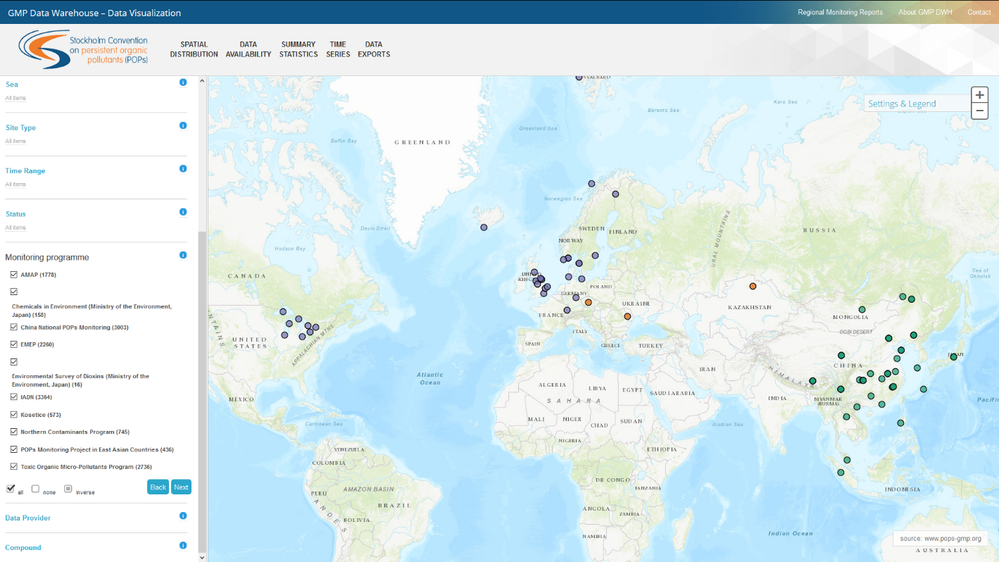 GMP Data Warehouse – Data Visualization
Regional Monitoring Reports
About GMP DWH
Contact
Stockholm Convention
on persistent organic
pollutants (POPs)
SPATIAL
DISTRIBUTION
DATA
AVAILABILITY
SUMMARY
STATISTICS
TIME
SERIES
DATA
EXPORTS
Sea
All items
Site Type
All items
Time Range
All items
Status
All items
Monitoring programme
AMAP (1778)
Chemicals in Environment (Ministry of the Environment,
Japan) (158)
China National POPs Monitoring (3003)
EMEP (2260)
Environmental Survey of Dioxins (Ministry of the
Environment, Japan) (16)
IADN (3364)
Kosetice (573)
Northern Contaminants Program (745)
POPs Monitoring Project in East Asian Countries (436)
Toxic Organic Micro-Pollutants Program (2736)
all
none
inverse
Back
Next
Data Provider
Compound
Settings & Legend
+
−
SVALBARD
Kara Sea
Barents Sea
Greenland Sea
Baffin Bay
GREENLAND
Norwegian Sea
Davis Strait
Hudson Bay
SWEDEN
FINLAND
NORWAY
RUSSIA
URAL MOUNTAINS
Sea of
Okhotsk
CANADA
UNITED
KINGDOM
POLAND
GERMANY
UKRAINE
FRANCE
KAZAKHSTAN
MONGOLIA
GOBI DESERT
ITALY
SPAIN
GREECE
TURKEY
UNITED
STATES
APPALACHIAN MTNS
JAPAN
CHINA
IRAN
HIMALAYA
Atlantic
Ocean
ALGERIA
LIBYA
EGYPT
SAUDI ARABIA
SAHARA
MEXICO
INDIA
MYANMAR
(BURMA)
Pacific
MALI
NIGER
CHAD
SUDAN
Caribbean Sea
Arabian Sea
NIGERIA
ETHIOPIA
VENEZUELA
COLOMBIA
DR CONGO
TANZANIA
INDONESIA
AMAZON BASIN
PERU
BRAZIL
ANDES
ANGOLA
ZAMBIA
BOLIVIA
NAMIBIA
Indian Ocean
source: www.pops-gmp.org
AUSTRALIA